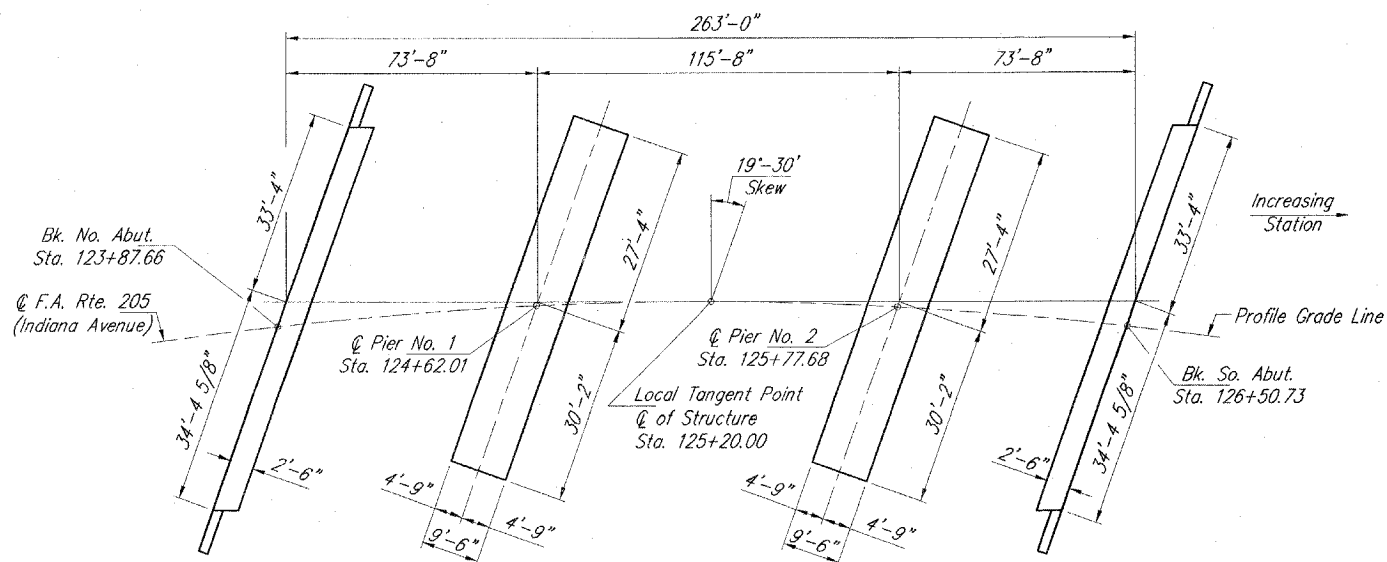 263'-0"
73'-8"
115'-8"
73'-8"
19°-30'
Skew
33'-4"
27'-4"
27'-4"
33'-4"
Increasing
Station
Bk. No. Abut.
Sta. 123+87.66
℄ F.A. Rte. 205
(Indiana Avenue)
℄ Pier No. 1
Sta. 124+62.01
℄ Pier No. 2
Sta. 125+77.68
Profile Grade Line
Local Tangent Point
℄ of Structure
Sta. 125+20.00
Bk. So. Abut.
Sta. 126+50.73
34'-4 5/8"
30'-2"
30'-2"
34'-4 5/8"
2'-6"
2'-6"
4'-9"
4'-9"
9'-6"
4'-9"
4'-9"
9'-6"